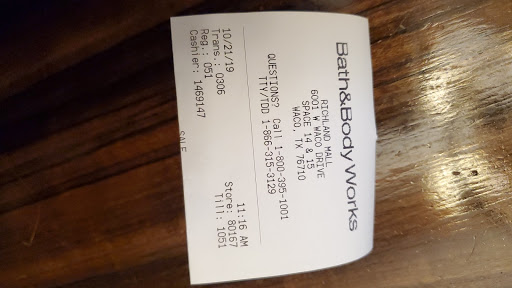 Bath&Body Works
RICHLAND MALL
6001 W WACO DRIVE
SPACE 14 & 15
WACO, TX 76710
QUESTIONS? Call 1-800-395-1001
TTY/TDD 1-866-315-3129
10/21/19 11:16 AM
Trans.: 0306 Store: 80167
Reg.: 051 Till: 1051
Cashier: 1469147
SALE